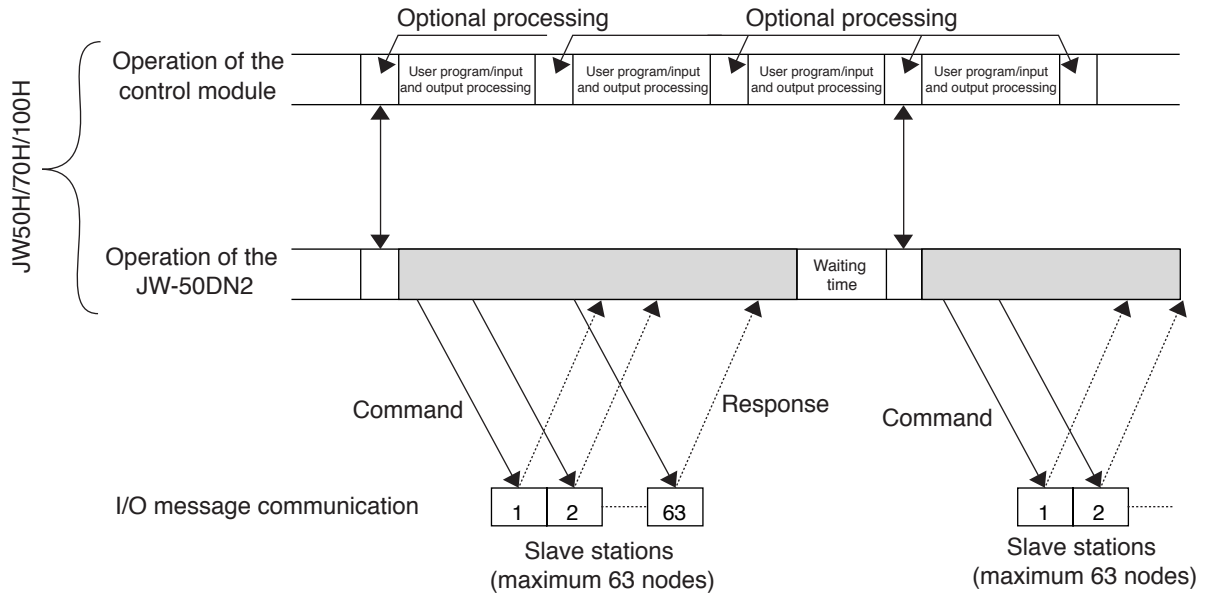 Optional processing
Optional processing
JW50H/70H/100H
Operation of the
control module
User program/input
and output processing
User program/input
and output processing
User program/input
and output processing
User program/input
and output processing
Operation of the
JW-50DN2
Waiting
time
Command
Response
Command
I/O message communication
1
2
63
1
2
Slave stations
(maximum 63 nodes)
Slave stations
(maximum 63 nodes)